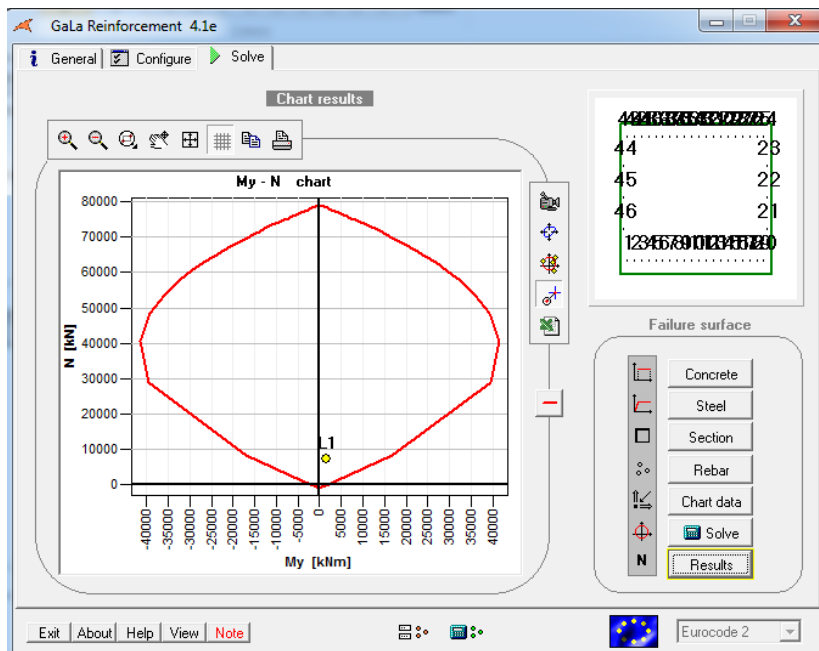 GaLa Reinforcement 4.1e
General
Configure
Solve
Chart results
My - N chart
80000
70000
60000
50000
40000
30000
20000
10000
0
N [kN]
L1
-40000
-35000
-30000
-25000
-20000
-15000
-10000
-5000
0
5000
10000
15000
20000
25000
30000
35000
40000
My [kNm]
44 23
45 22
46 21
Failure surface
Concrete
Steel
Section
Rebar
Chart data
Solve
N Results
Exit About Help View Note
Eurocode 2